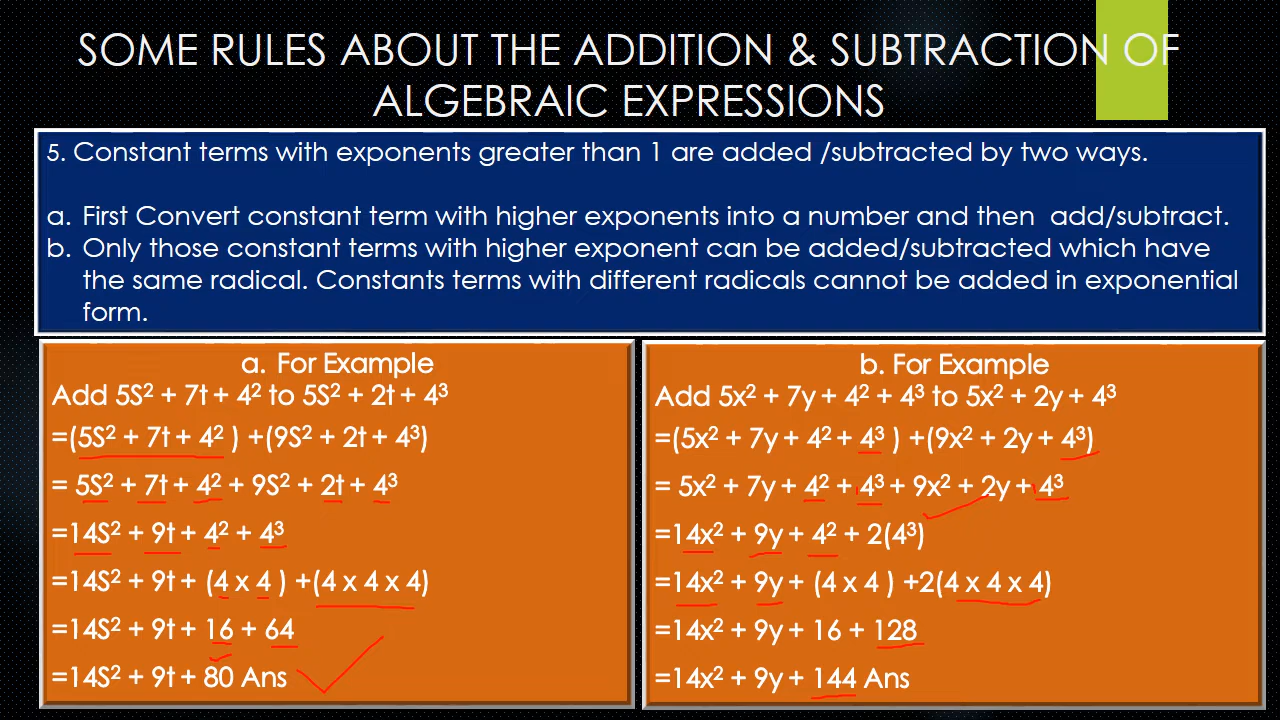 SOME RULES ABOUT THE ADDITION & SUBTRACTION OF
ALGEBRAIC EXPRESSIONS
5. Constant terms with exponents greater than 1 are added /subtracted by two ways.
a. First Convert constant term with higher exponents into a number and then add/subtract.
b. Only those constant terms with higher exponent can be added/subtracted which have
the same radical. Constants terms with different radicals cannot be added in exponential
form.
a. For Example
Add 5S² + 7t + 4² to 5S² + 2t + 4³
=(5S² + 7t + 4² ) +(9S² + 2t + 4³)
= 5S² + 7t + 4² + 9S² + 2t + 4³
=14S² + 9t + 4² + 4³
=14S² + 9t + (4 x 4 ) +(4 x 4 x 4)
=14S² + 9t + 16 + 64
=14S² + 9t + 80 Ans
b. For Example
Add 5x² + 7y + 4² + 4³ to 5x² + 2y + 4³
=(5x² + 7y + 4² + 4³ ) +(9x² + 2y + 4³)
= 5x² + 7y + 4² + 4³ + 9x² + 2y + 4³
=14x² + 9y + 4² + 2(4³)
=14x² + 9y + (4 x 4 ) +2(4 x 4 x 4)
=14x² + 9y + 16 + 128
=14x² + 9y + 144 Ans